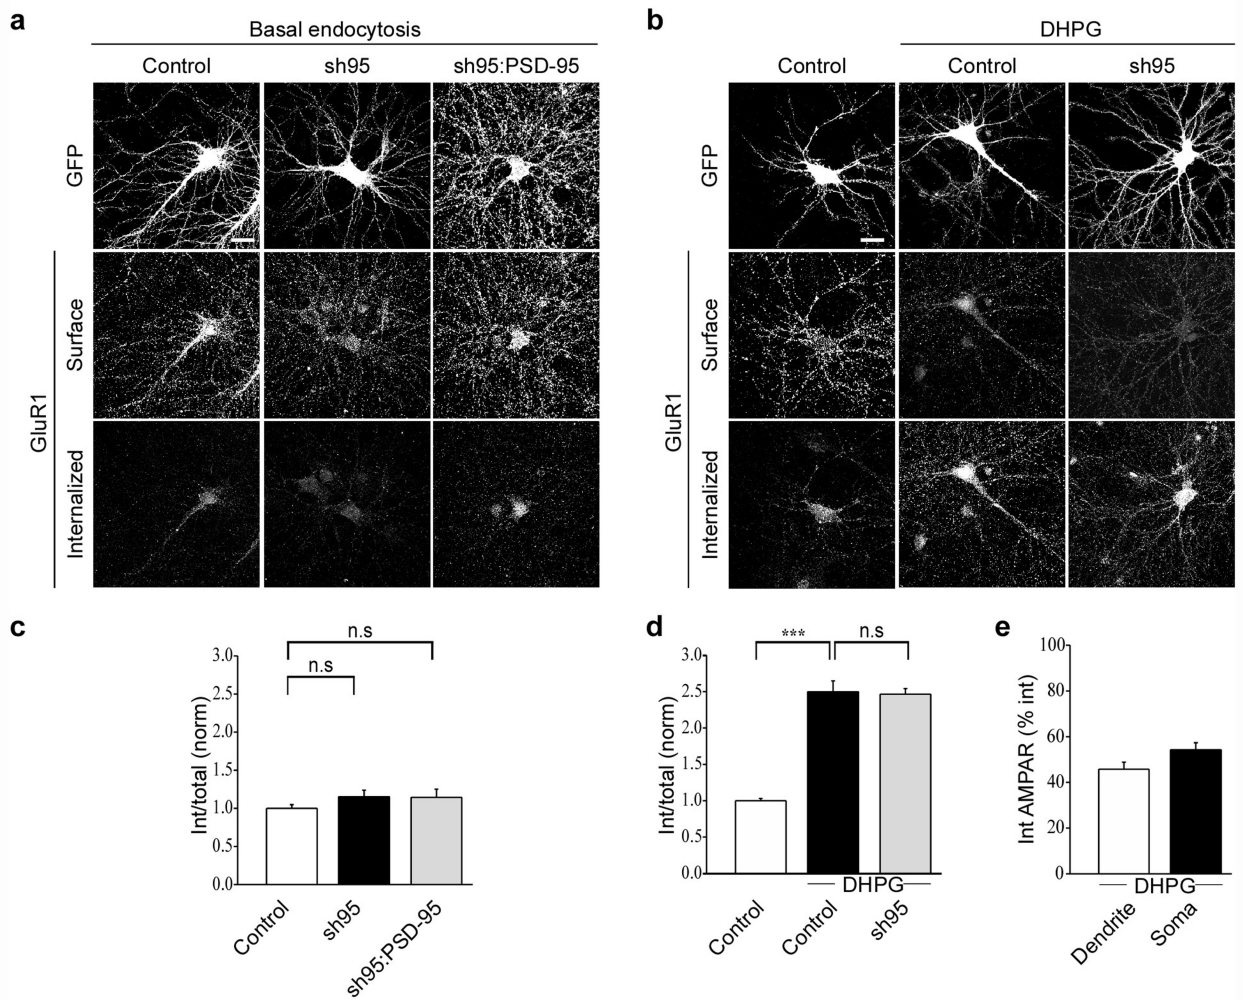 a
Basal endocytosis
Control sh95 sh95:PSD-95
GFP
GluR1
Surface
Internalized
b
DHPG
Control Control sh95
GFP
GluR1
Surface
Internalized
c
n.s
n.s
Int/total (norm)
3.0
2.5
2.0
1.5
1.0
0.5
0.0
Control sh95 sh95:PSD-95
d
*** n.s
Int/total (norm)
3.0
2.5
2.0
1.5
1.0
0.5
0.0
DHPG
Control Control sh95
e
Int AMPAR (% int)
100
80
60
40
20
0
DHPG
Dendrite Soma